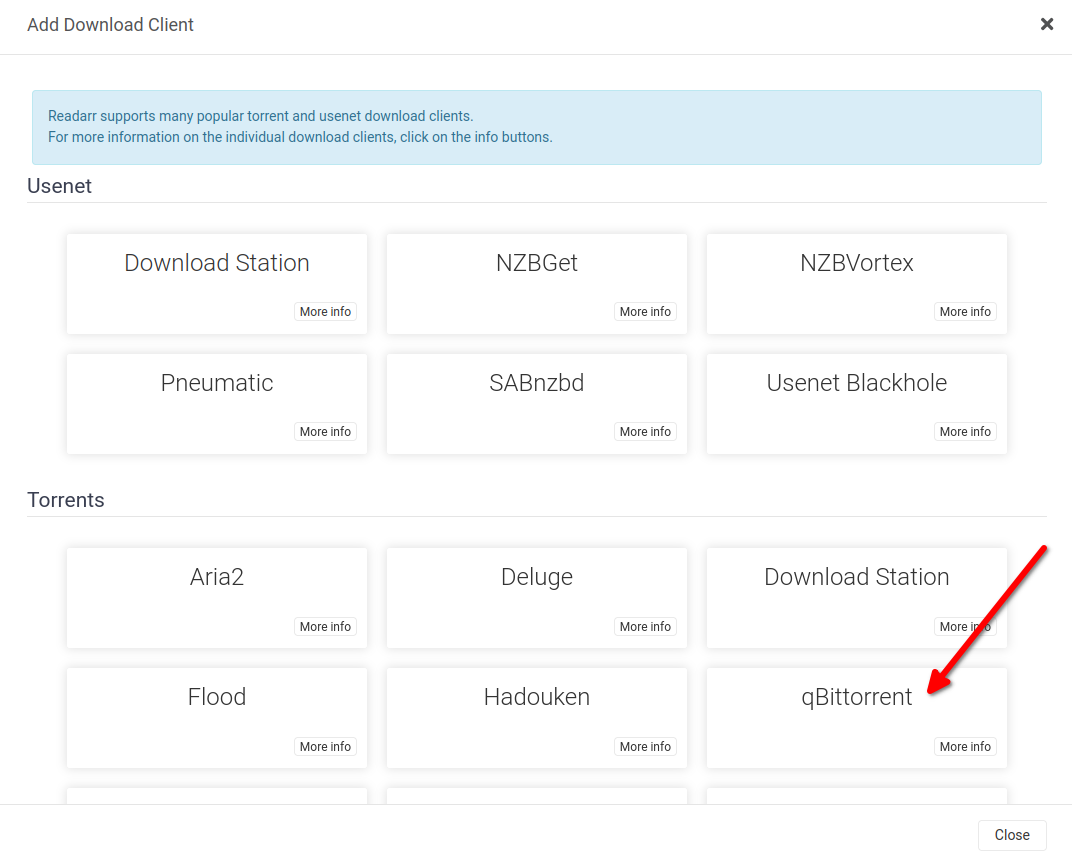 Add Download Client
Readarr supports many popular torrent and usenet download clients.
For more information on the individual download clients, click on the info buttons.
Usenet
Download Station
More info
NZBGet
More info
NZBVortex
More info
Pneumatic
More info
SABnzbd
More info
Usenet Blackhole
More info
Torrents
Aria2
More info
Deluge
More info
Download Station
More info
Flood
More info
Hadouken
More info
qBittorrent
More info
Close